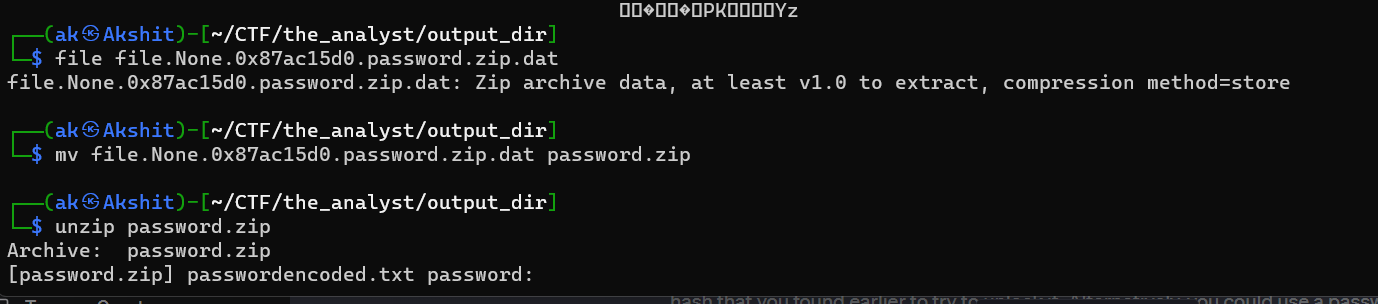 PK Yz
┌──(ak㉿Akshit)-[~/CTF/the_analyst/output_dir]
└─$ file file.None.0x87ac15d0.password.zip.dat
file.None.0x87ac15d0.password.zip.dat: Zip archive data, at least v1.0 to extract, compression method=store
┌──(ak㉿Akshit)-[~/CTF/the_analyst/output_dir]
└─$ mv file.None.0x87ac15d0.password.zip.dat password.zip
┌──(ak㉿Akshit)-[~/CTF/the_analyst/output_dir]
└─$ unzip password.zip
Archive:  password.zip
[password.zip] passwordencoded.txt password:
hash that you found earlier to try to